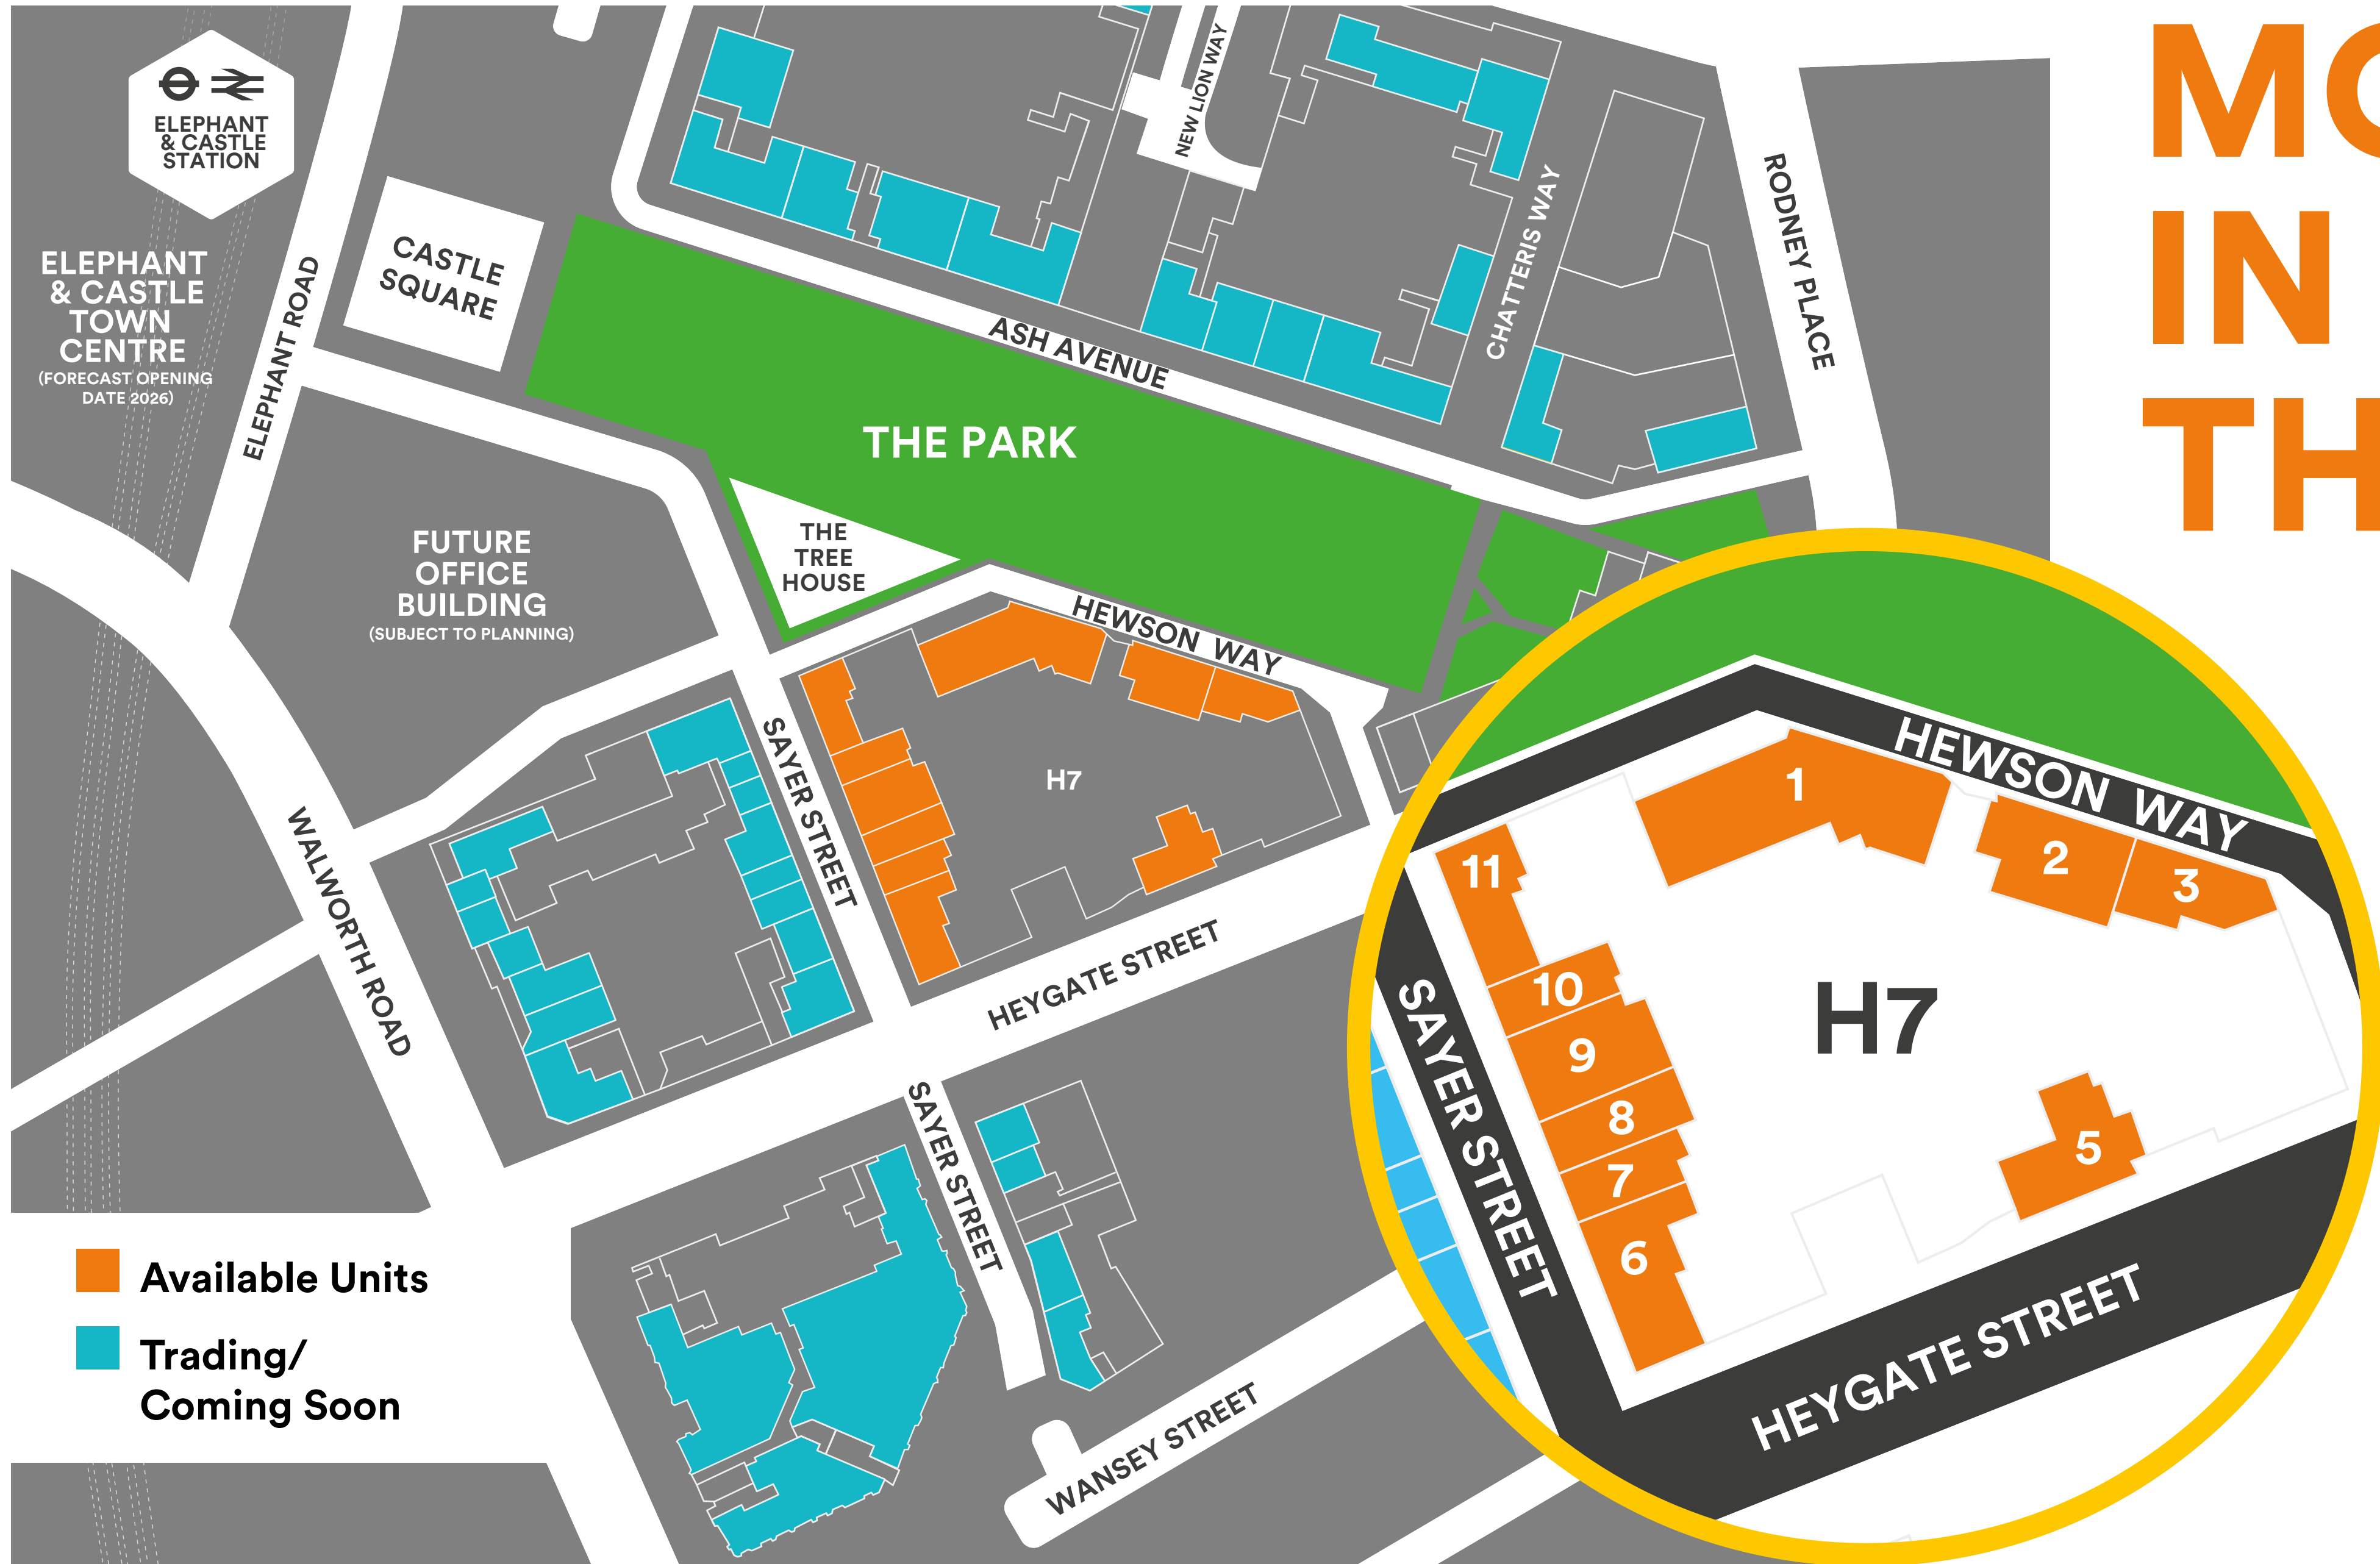 ELEPHANT
& CASTLE
STATION
ELEPHANT
& CASTLE
TOWN
CENTRE
(FORECAST OPENING
DATE 2026)
ELEPHANT ROAD
CASTLE
SQUARE
NEW LION WAY
CHATTERIS WAY
RODNEY PLACE
ASH AVENUE
THE PARK
THE
TREE
HOUSE
FUTURE
OFFICE
BUILDING
(SUBJECT TO PLANNING)
HEWSON WAY
SAYER STREET
H7
WALWORTH ROAD
HEYGATE STREET
SAYER STREET
WANSEY STREET
Available Units
Trading/
Coming Soon
HEWSON WAY
1
2
3
11
10
9
8
7
6
5
H7
SAYER STREET
HEYGATE STREET
IN